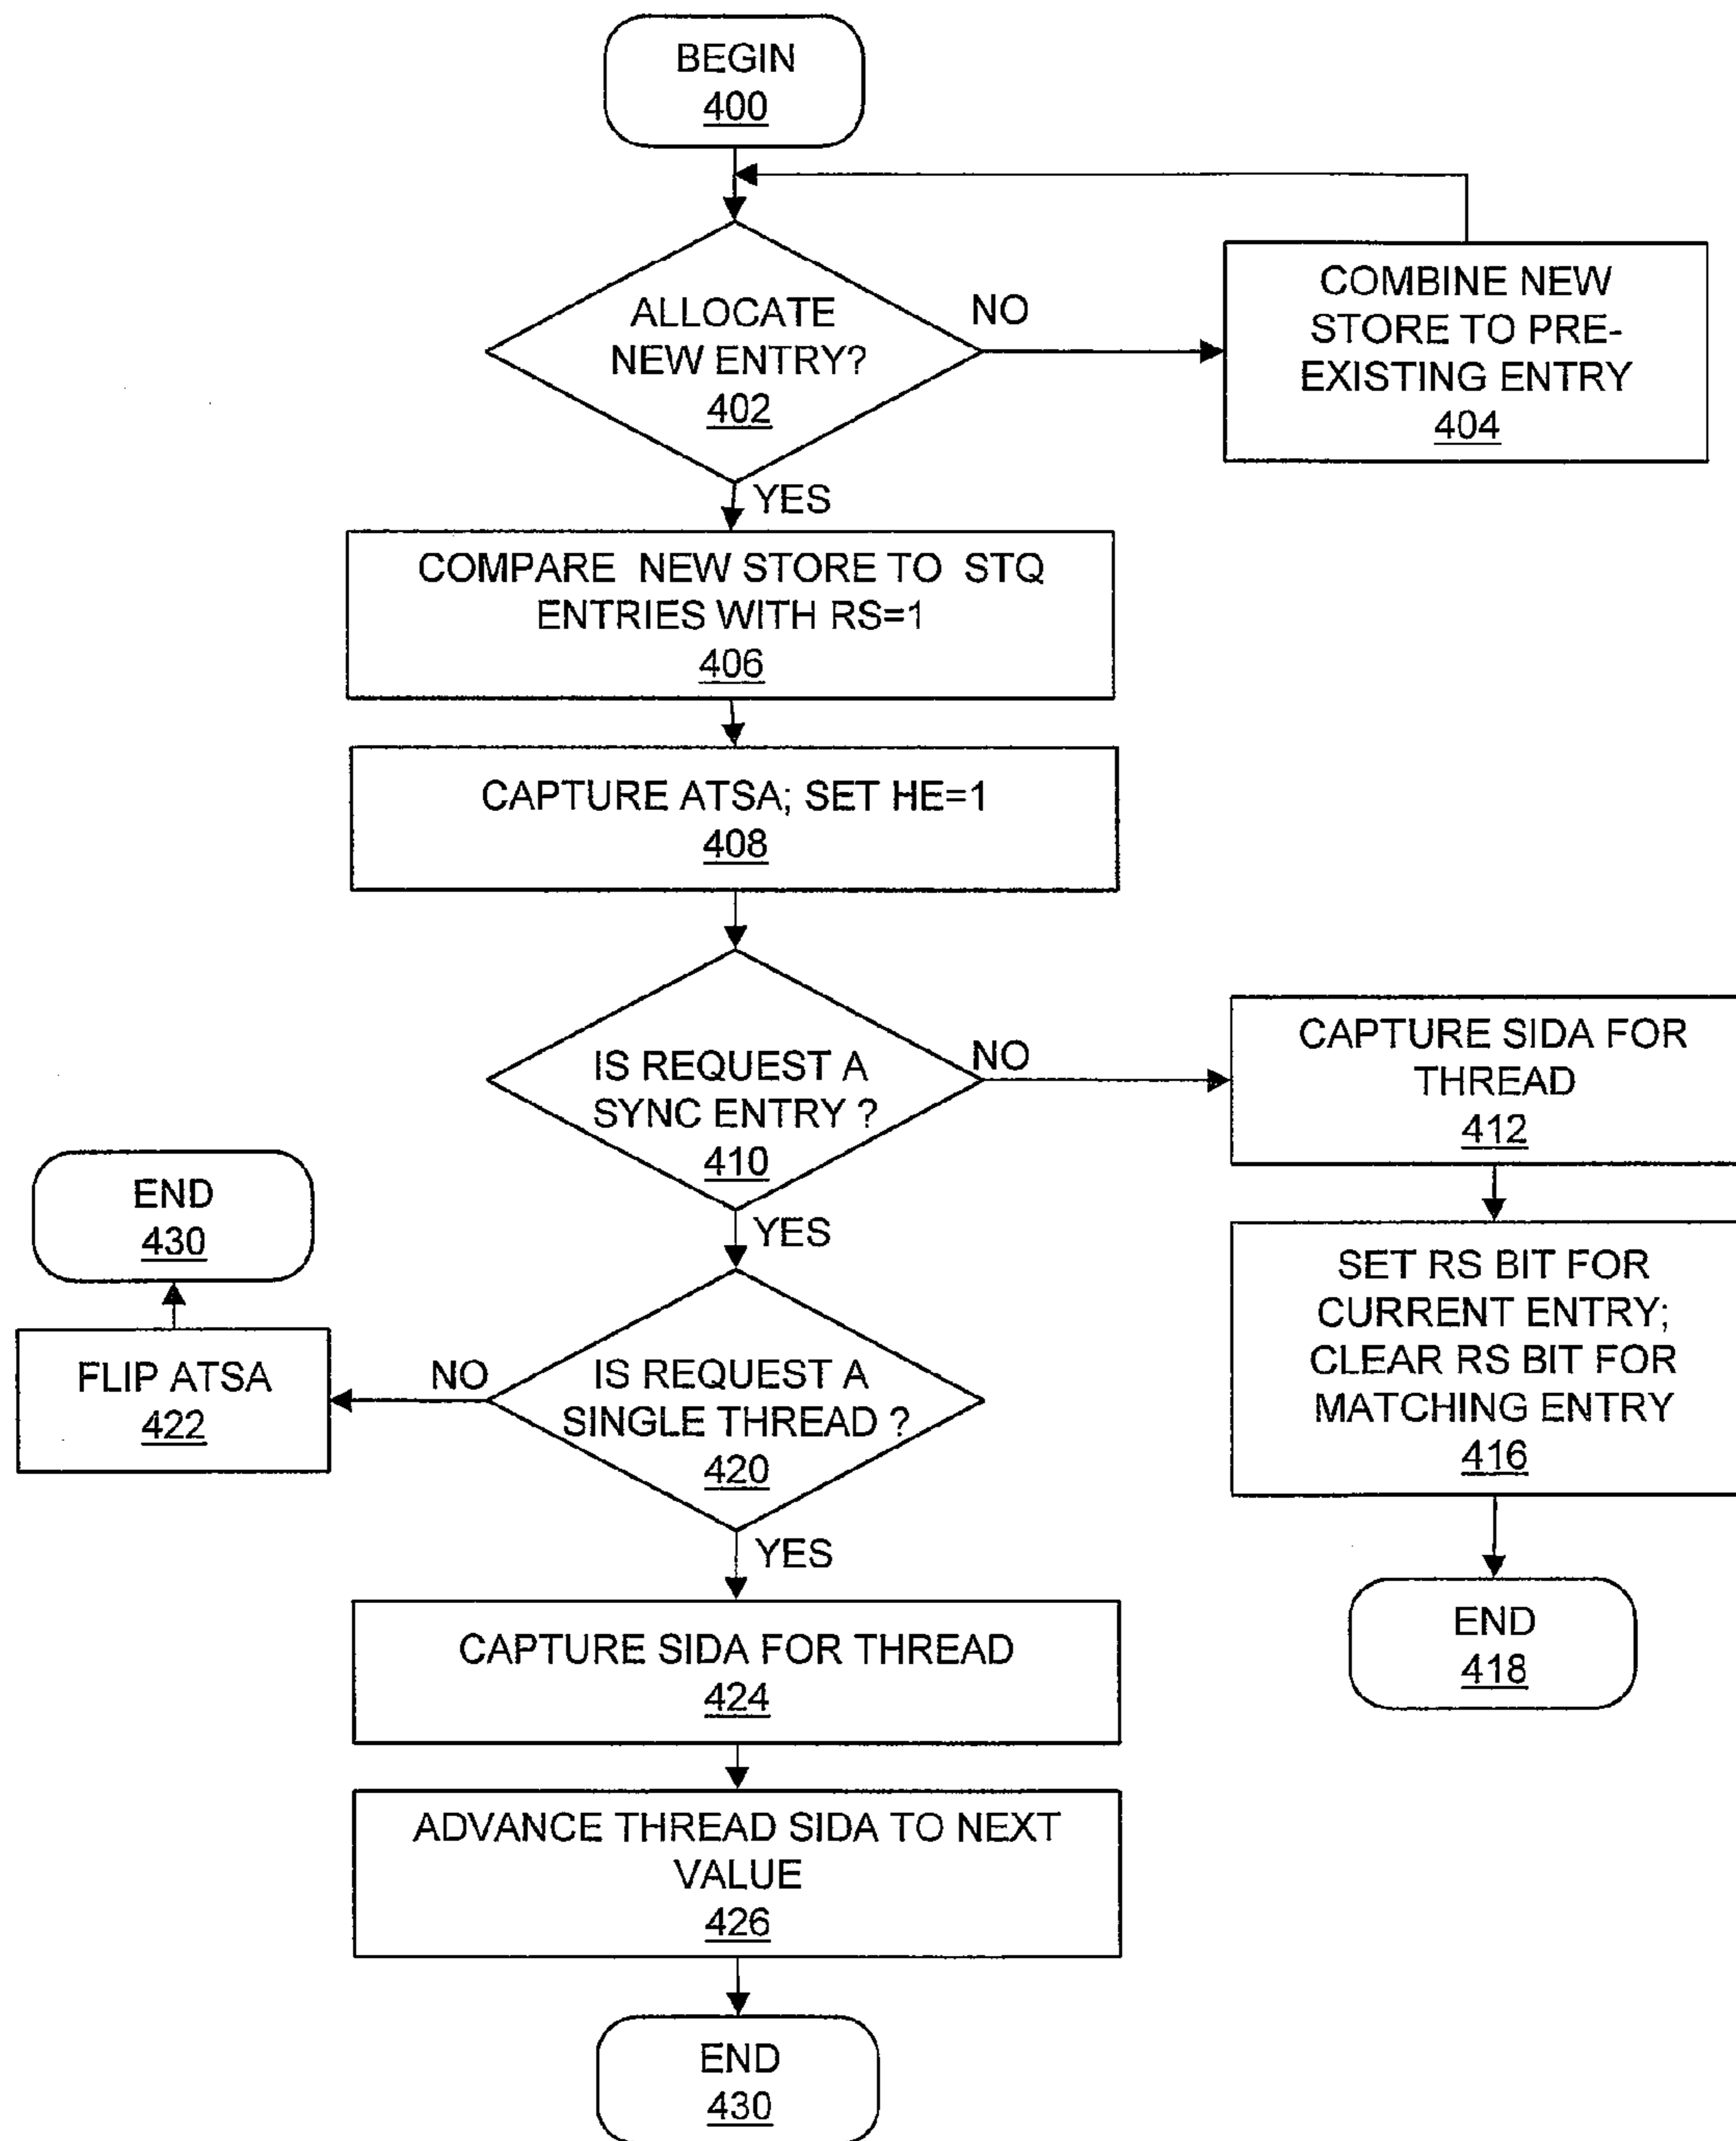 BEGIN
400
ALLOCATE
NEW ENTRY?
402
NO
COMBINE NEW
STORE TO PRE-
EXISTING ENTRY
404
YES
COMPARE NEW STORE TO STQ
ENTRIES WITH RS=1
406
CAPTURE ATSA; SET HE=1
408
IS REQUEST A
SYNC ENTRY ?
410
NO
CAPTURE SIDA FOR
THREAD
412
SET RS BIT FOR
CURRENT ENTRY;
CLEAR RS BIT FOR
MATCHING ENTRY
416
END
418
YES
IS REQUEST A
SINGLE THREAD ?
420
NO
FLIP ATSA
422
END
430
YES
CAPTURE SIDA FOR THREAD
424
ADVANCE THREAD SIDA TO NEXT
VALUE
426
END
430